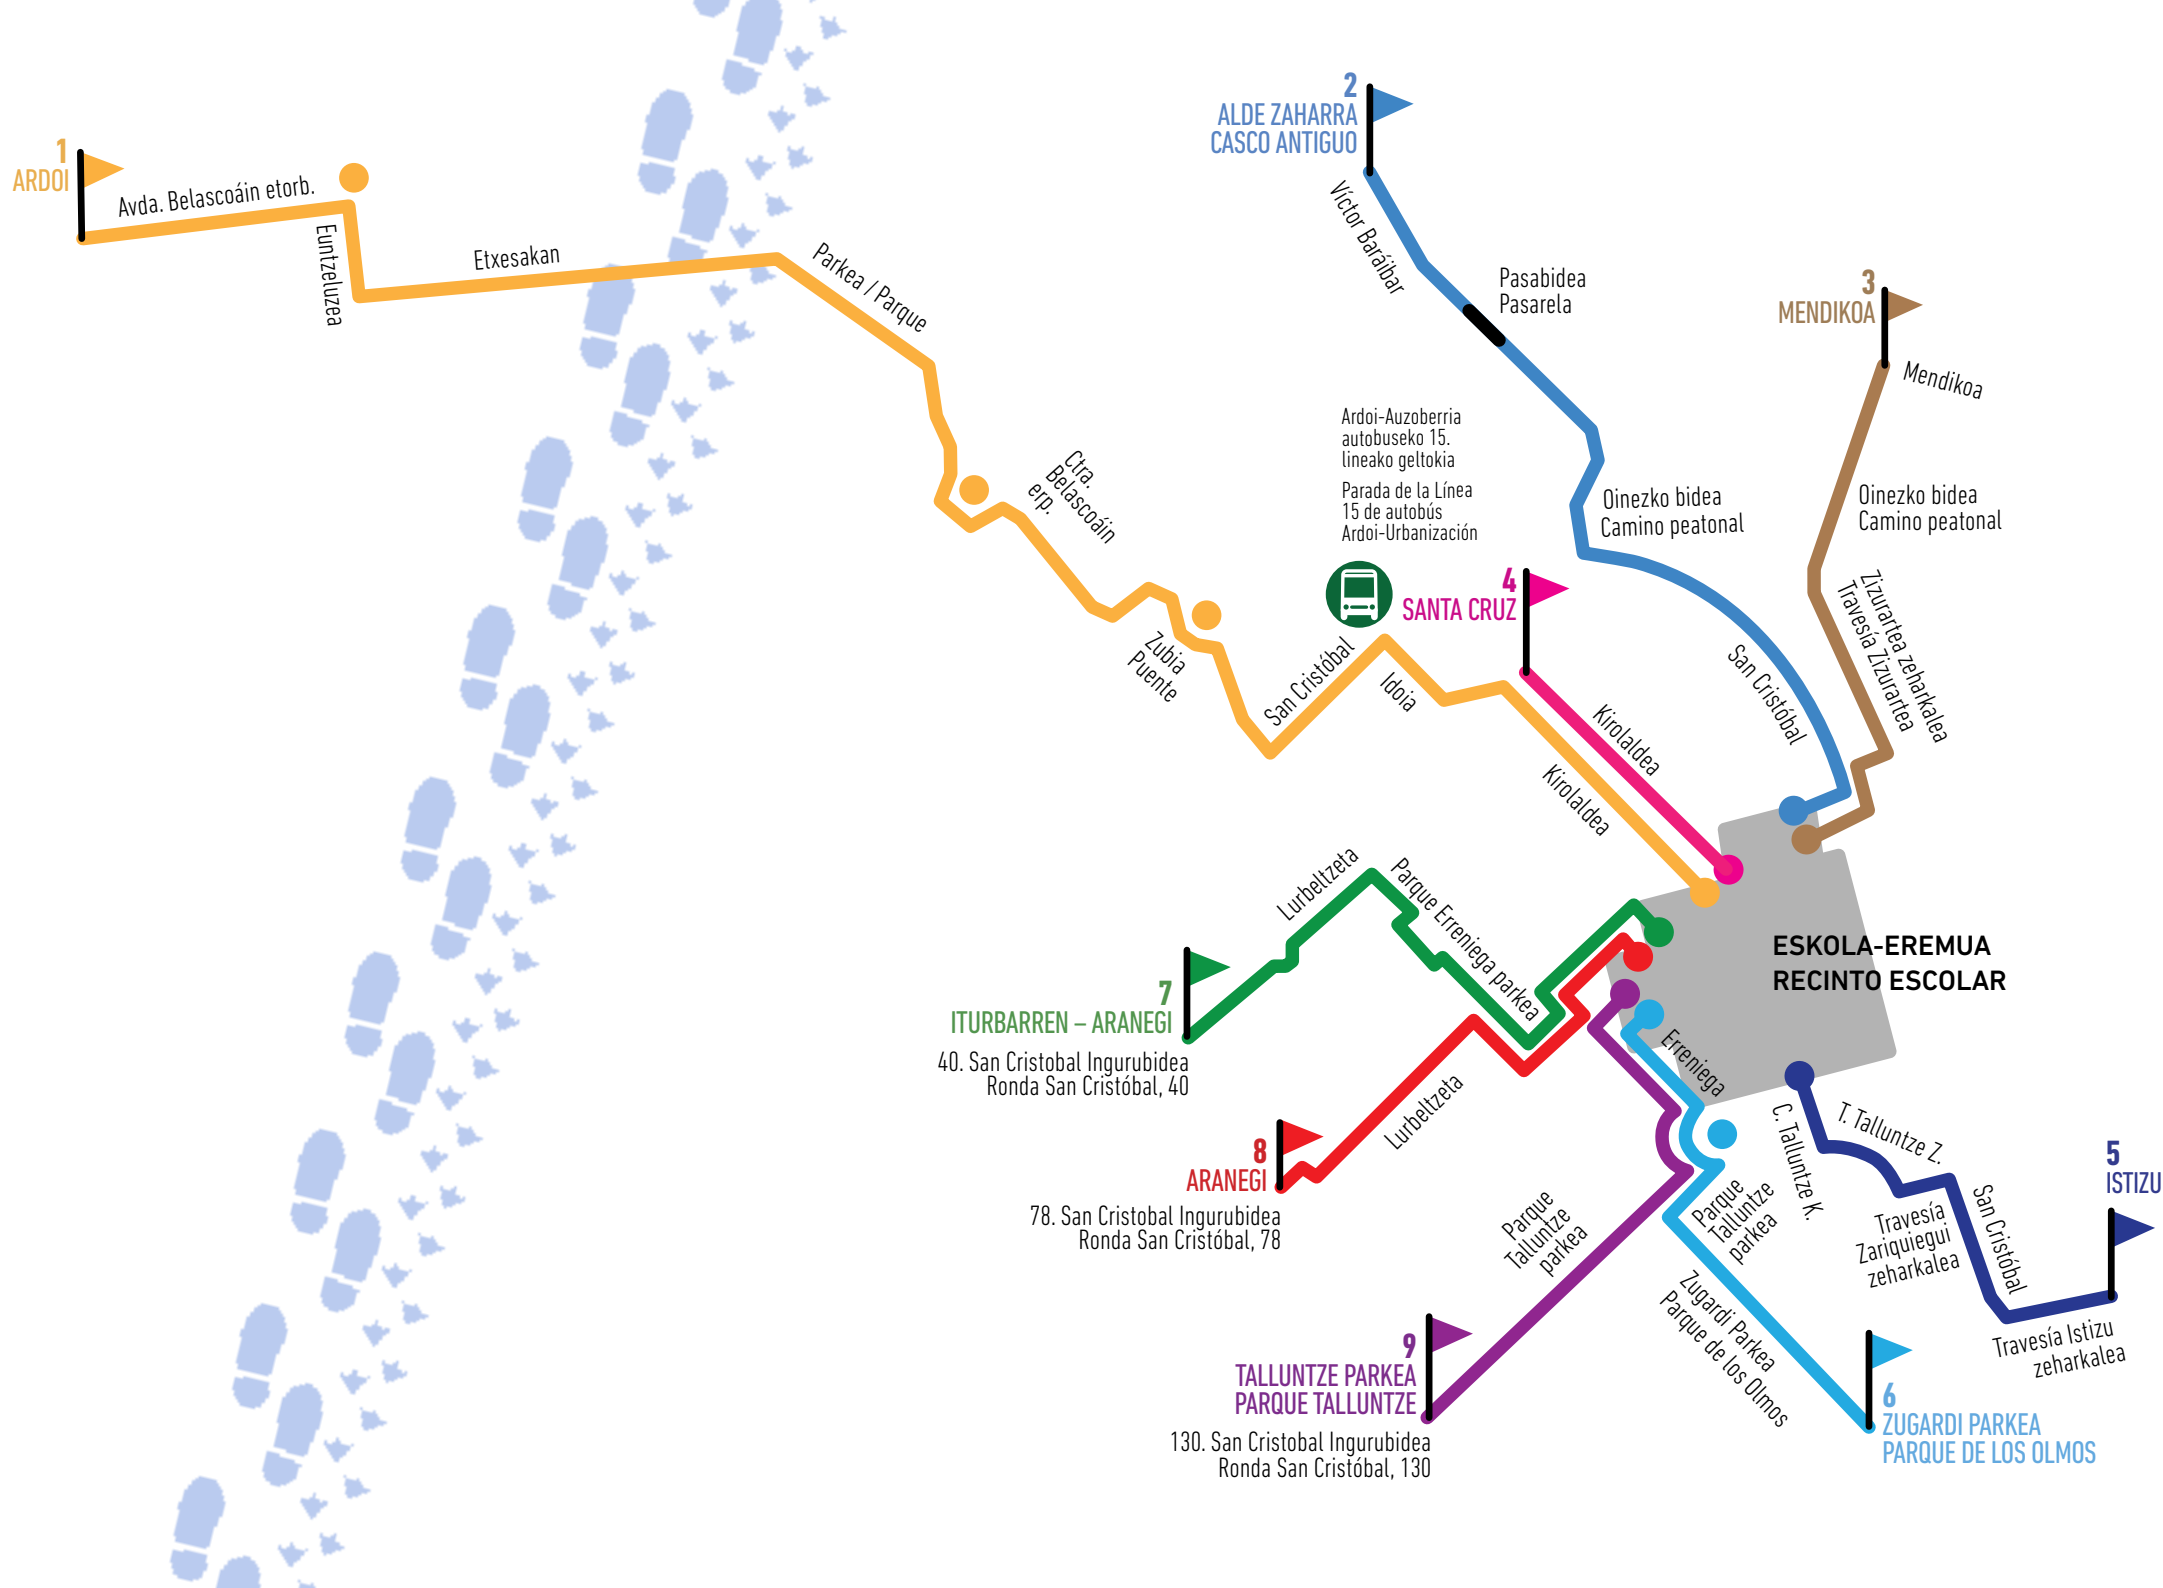 1
ARDOI
Avda. Belascoáin etorb.
Euntzeluzea
Etxesakan
Parkea / Parque
Ctra.
Belascoáin
erp.
Zubia
Puente
San Cristóbal
Idoia
Kirolaldea
2
ALDE ZAHARRA
CASCO ANTIGUO
Víctor Baráibar
Pasabidea
Pasarela
Oinezko bidea
Camino peatonal
San Cristóbal
3
MENDIKOA
Mendikoa
Oinezko bidea
Camino peatonal
Zizurartea zeharkalea
Travesía Zizurartea
Ardoi-Auzoberria
autobuseko 15.
lineako geltokia
Parada de la Línea
15 de autobús
Ardoi-Urbanización
4
SANTA CRUZ
Kirolaldea
ESKOLA-EREMUA
RECINTO ESCOLAR
7
ITURBARREN – ARANEGI
40. San Cristobal Ingurubidea
Ronda San Cristóbal, 40
Lurbeltzeta
Parque Erreniega parkea
8
ARANEGI
78. San Cristobal Ingurubidea
Ronda San Cristóbal, 78
Lurbeltzeta
9
TALLUNTZE PARKEA
PARQUE TALLUNTZE
130. San Cristobal Ingurubidea
Ronda San Cristóbal, 130
Parque
Talluntze
parkea
Erreniega
Parque
Talluntze
parkea
Zugardi Parkea
Parque de los Olmos
6
ZUGARDI PARKEA
PARQUE DE LOS OLMOS
C. Talluntze K.
T. Talluntze Z.
Travesía
Zariquiegui
zeharkalea
San Cristóbal
Travesía Istizu
zeharkalea
5
ISTIZU